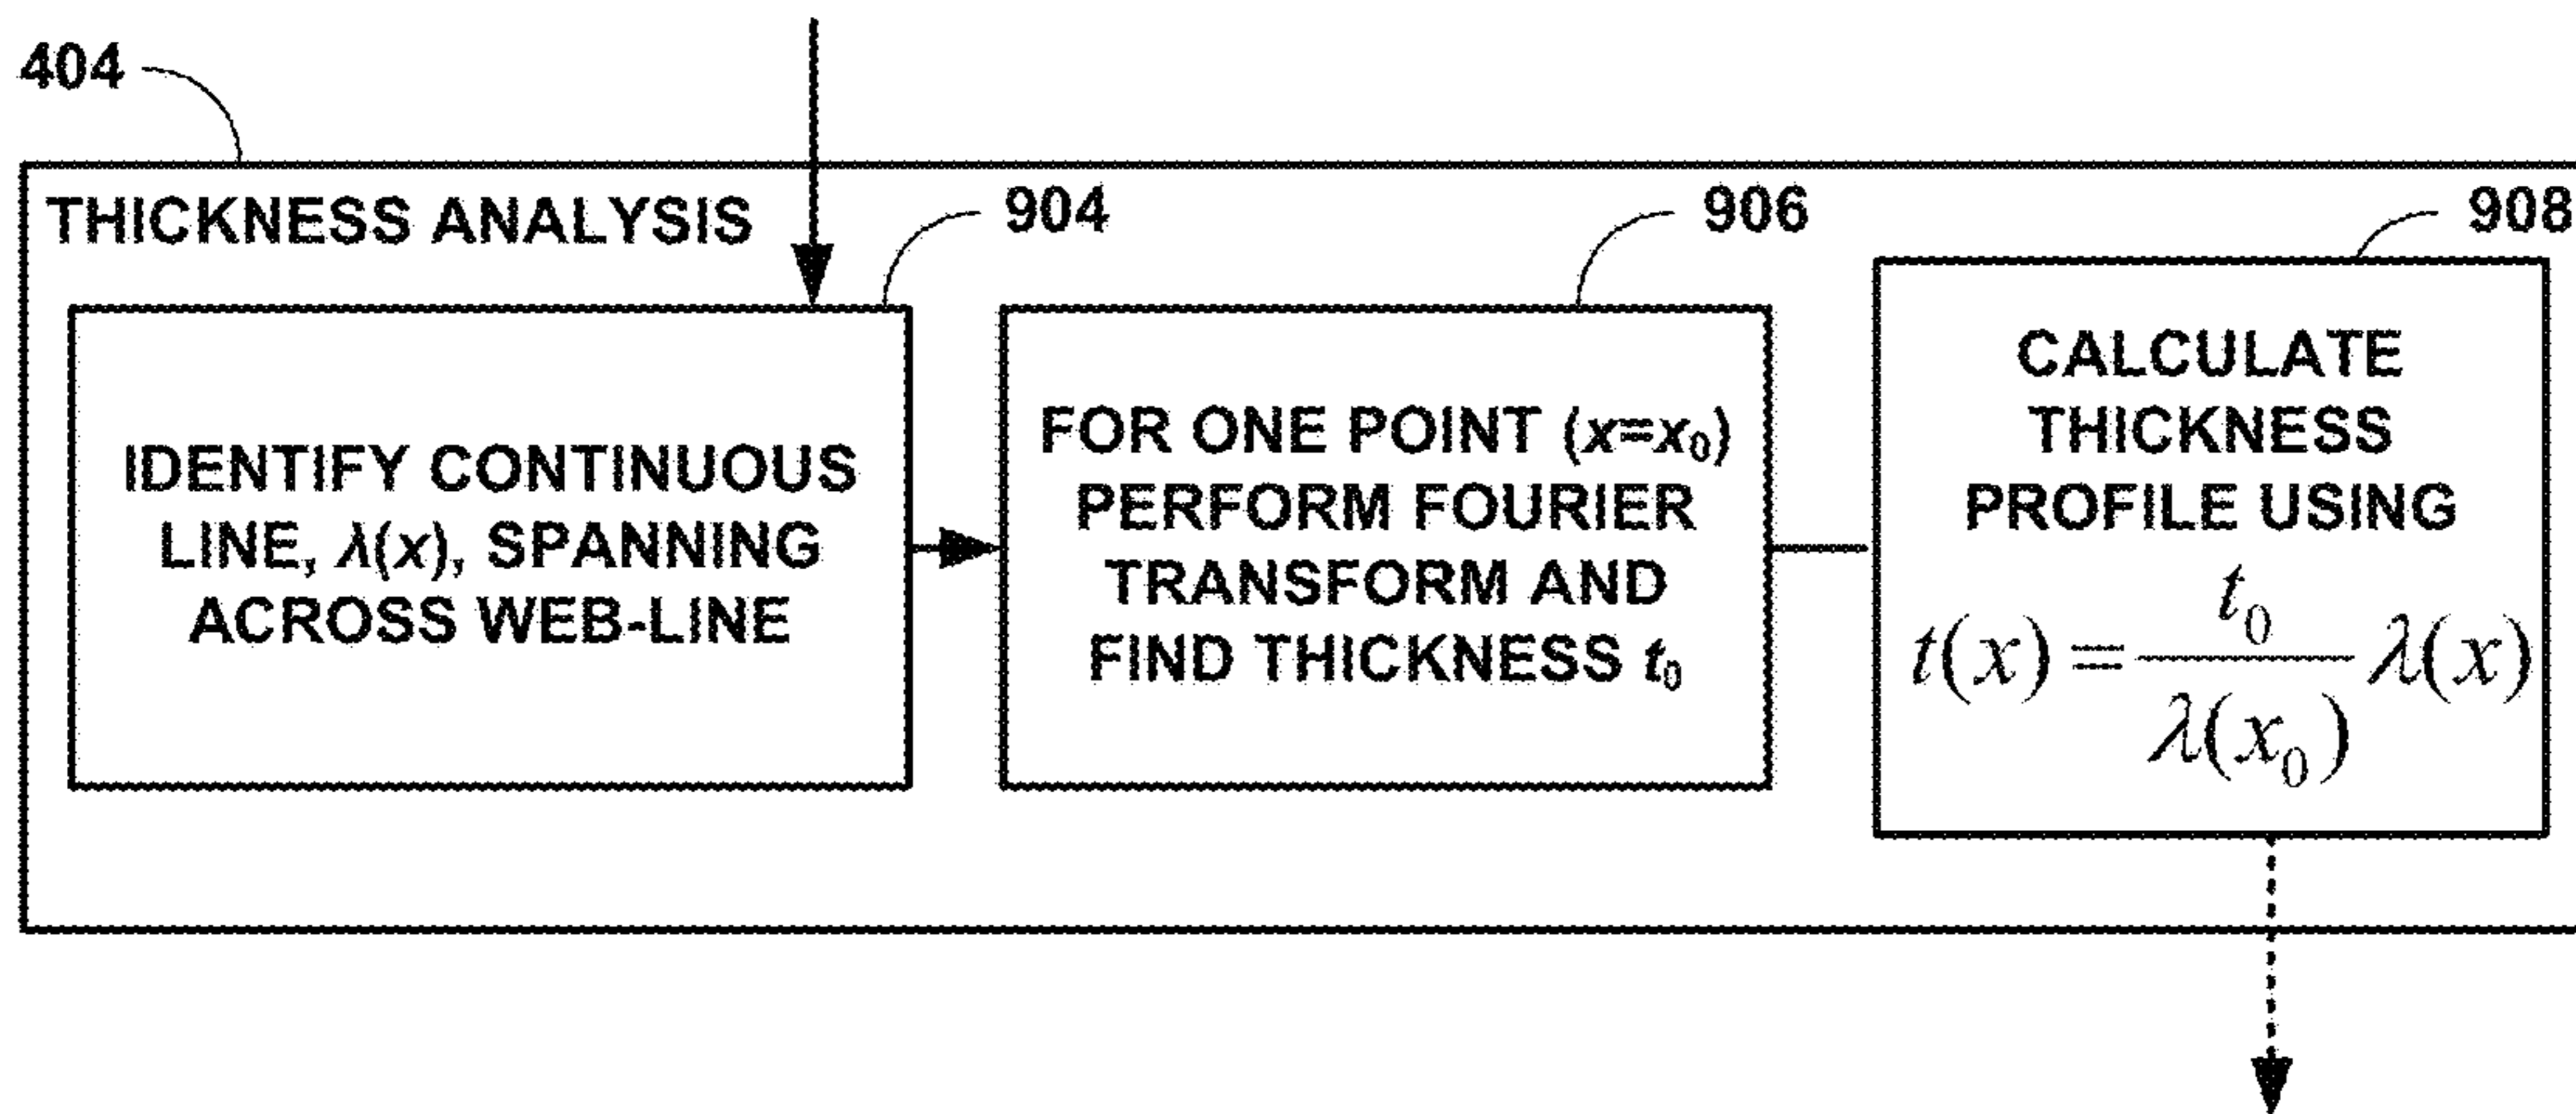 404
THICKNESS ANALYSIS
904
906
908
IDENTIFY CONTINUOUS
LINE, λ(x), SPANNING
ACROSS WEB-LINE
FOR ONE POINT (x=x₀)
PERFORM FOURIER
TRANSFORM AND
FIND THICKNESS t₀
CALCULATE
THICKNESS
PROFILE USING
t(x) = t₀/λ(x₀) λ(x)